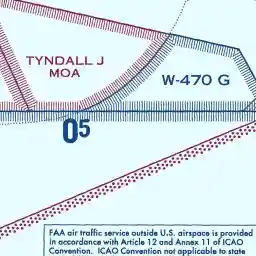 TYNDALL J
MOA
W-470 G
05
FAA air traffic service outside U.S. airspace is provided
in accordance with Article 12 and Annex 11 of ICAO
Convention. ICAO Convention not applicable to state